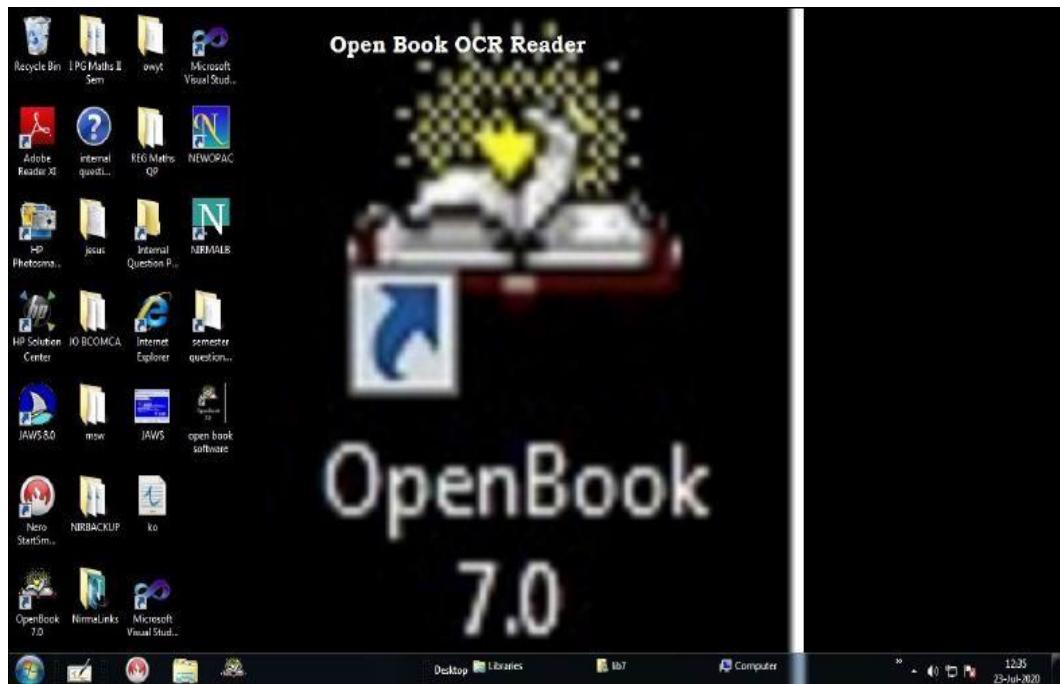 Open Book OCR Reader
Recycle Bin
I PG Maths II
Sem
owyt
Microsoft
Visual Stud...
Adobe
Reader XI
internal
questi...
REG Maths
QP
NEWOPAC
HP
Photosma...
jesus
Internal
Question P...
NIRMALB
HP Solution
Center
JO BCOMCA
Internet
Explorer
semester
question...
JAWS 8.0
msw
JAWS
open book
software
Nero
StartSm...
NIRBACKUP
ko
OpenBook
7.0
NirmaLinks
Microsoft
Visual Stud...
OpenBook
7.0
Desktop
Libraries
lib7
Computer
12:35
23-Jul-2020